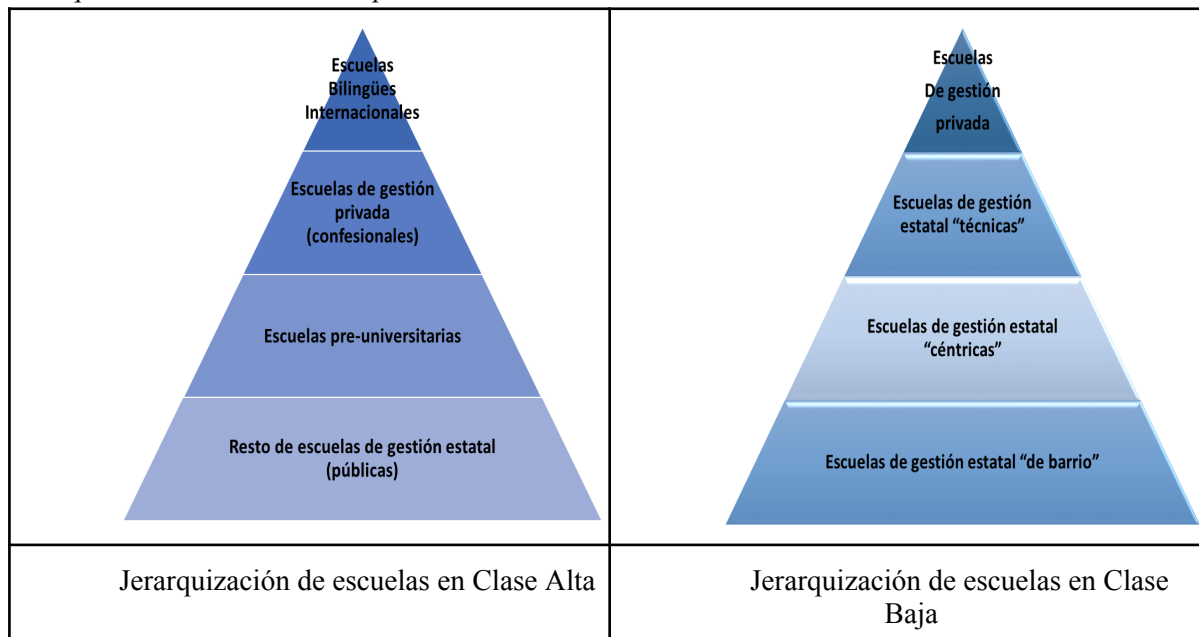 Escuelas
Bilingües
Internacionales
Escuelas de gestión
privada
(confesionales)
Escuelas pre-universitarias
Resto de escuelas de gestión estatal
(públicas)
Escuelas
De gestión
privada
Escuelas de gestión
estatal “técnicas”
Escuelas de gestión estatal
“céntricas”
Escuelas de gestión estatal “de barrio”
Jerarquización de escuelas en Clase Alta
Jerarquización de escuelas en Clase
Baja